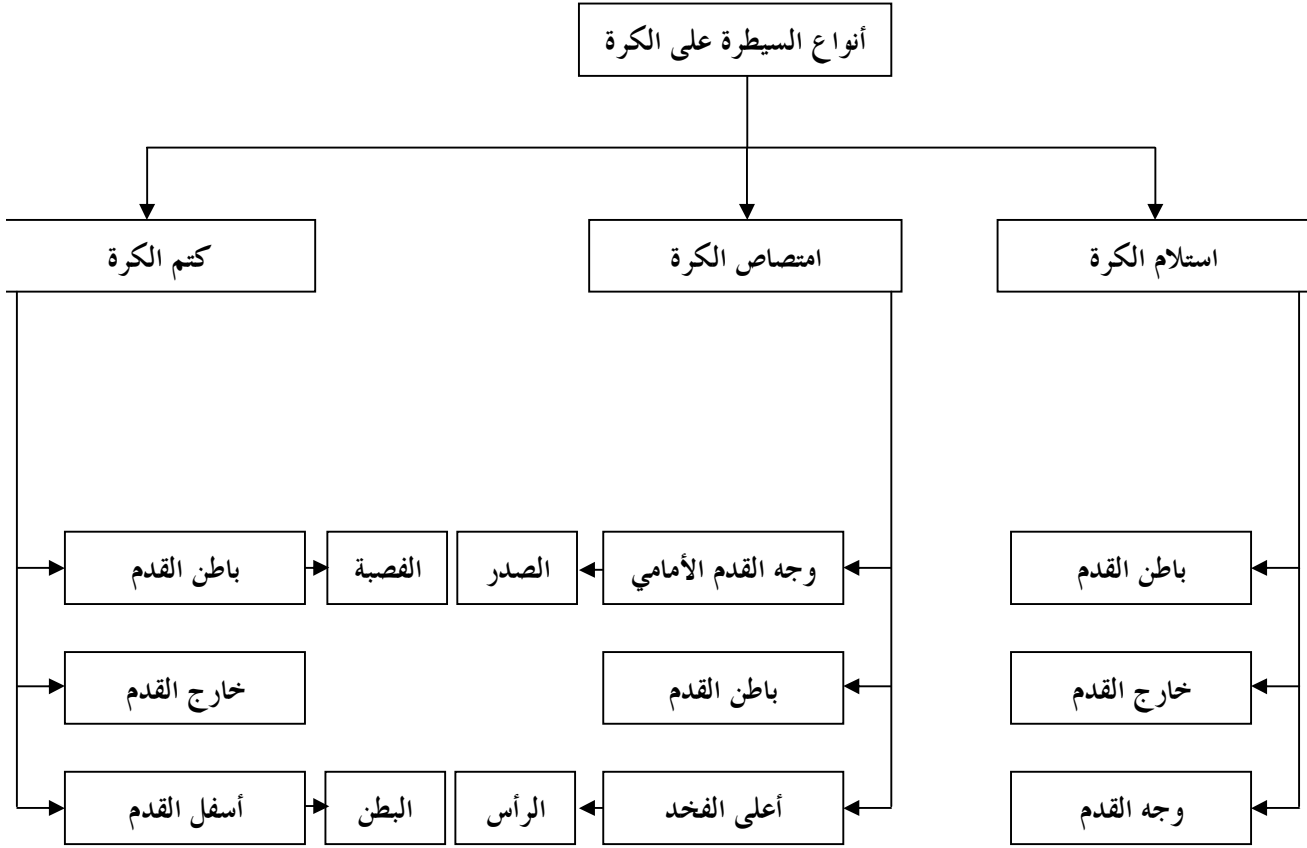 أنواع السيطرة على الكرة
استلام الكرة
امتصاص الكرة
كتم الكرة
باطن القدم
وجه القدم الأمامي
الصدر
الفصبة
باطن القدم
خارج القدم
باطن القدم
خارج القدم
وجه القدم
أعلى الفخد
الرأس
البطن
أسفل القدم